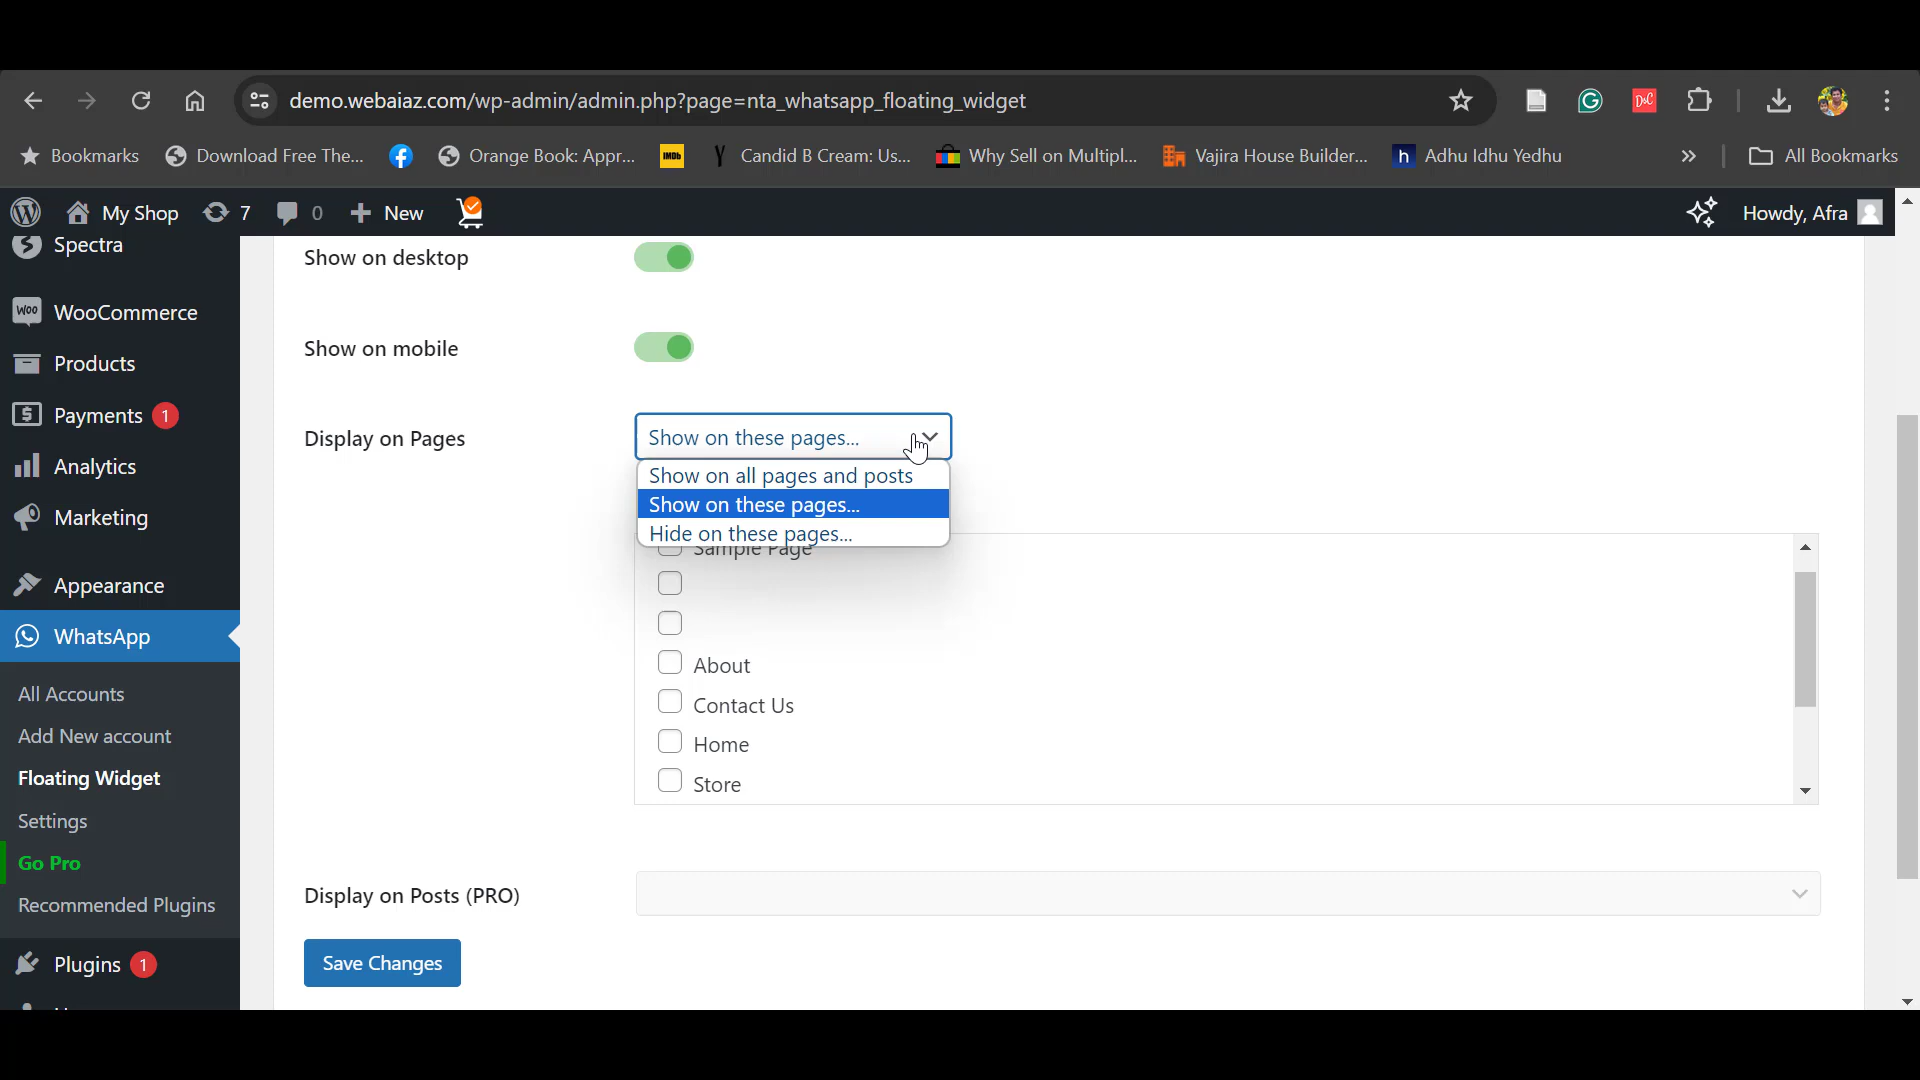 demo.webaiaz.com/wp-admin/admin.php?page=nta_whatsapp_floating_widget
D&C
Bookmarks
Download Free The...
Orange Book: Appr...
IMDb
Candid B Cream: Us...
Why Sell on Multipl...
Vajira House Builder...
h
Adhu Idhu Yedhu
All Bookmarks
My Shop
7
0
New
Howdy, Afra
Spectra
WooCommerce
Products
Payments 1
Analytics
Marketing
Appearance
WhatsApp
All Accounts
Add New account
Floating Widget
Settings
Go Pro
Recommended Plugins
Plugins 1
Show on desktop
Show on mobile
Display on Pages
Show on these pages...
Show on all pages and posts
Show on these pages...
Hide on these pages...
Sample Page
About
Contact Us
Home
Store
Display on Posts (PRO)
Save Changes